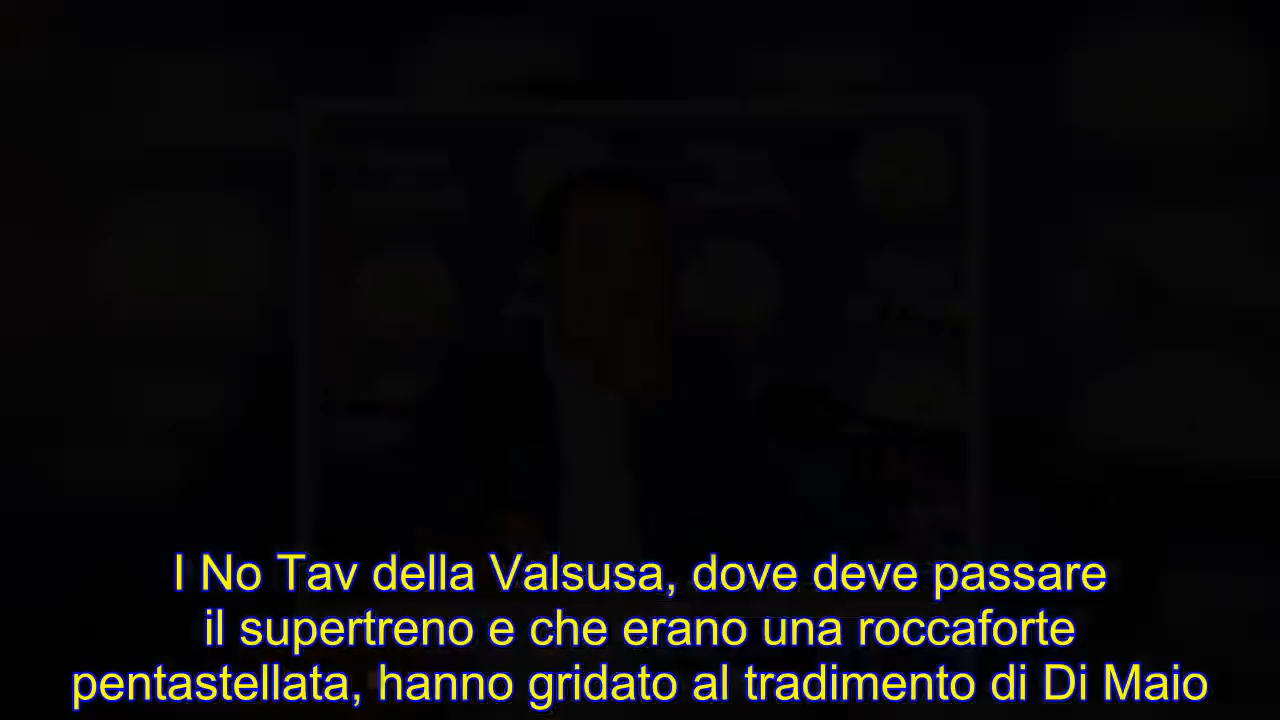 I No Tav della Valsusa, dove deve passare
il supertreno e che erano una roccaforte
pentastellata, hanno gridato al tradimento di Di Maio